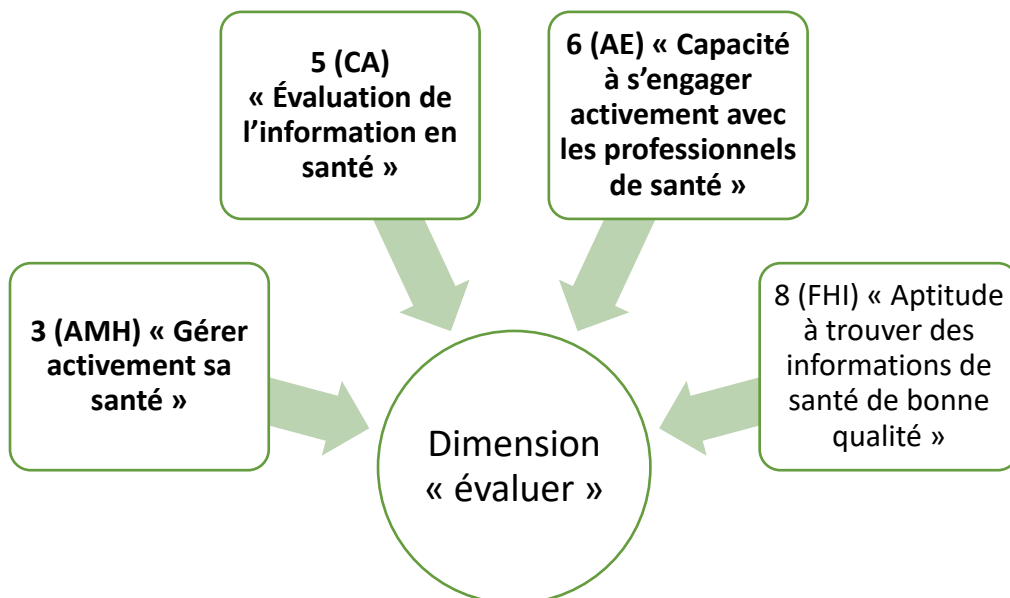 5 (CA)
« Évaluation de
l’information en
santé »
6 (AE) « Capacité
à s’engager
activement avec
les professionnels
de santé »
3 (AMH) « Gérer
activement sa
santé »
8 (FHI) « Aptitude
à trouver des
informations de
santé de bonne
qualité »
Dimension
« évaluer »